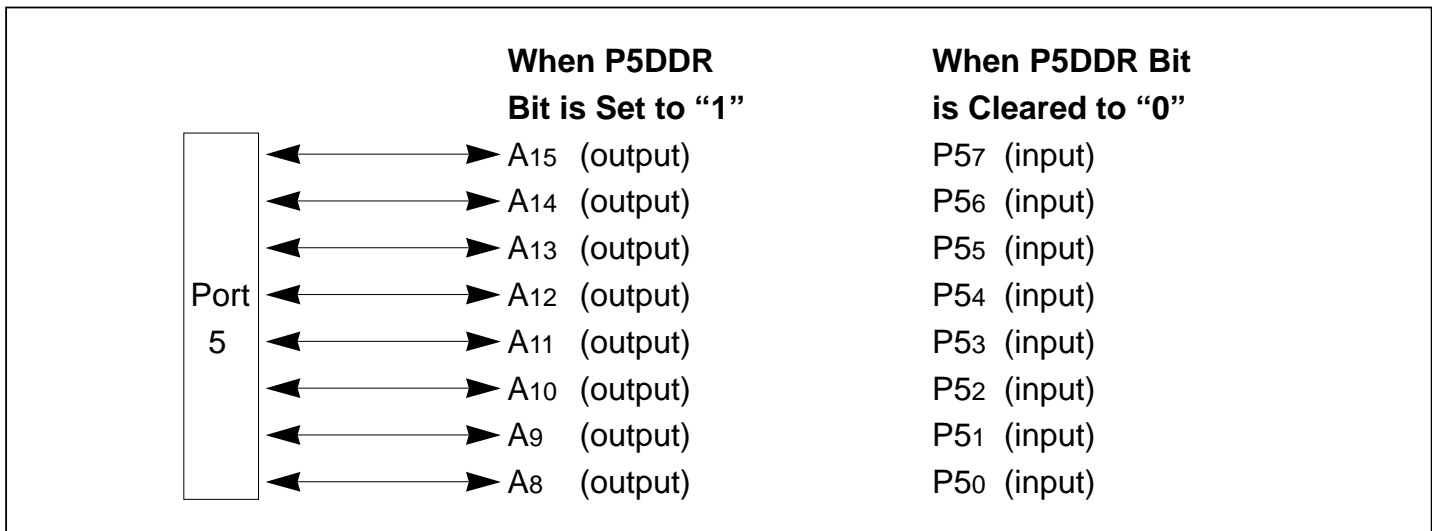 When P5DDR When P5DDR Bit
Bit is Set to “1” is Cleared to “0”
A15 (output) P57 (input)
A14 (output) P56 (input)
A13 (output) P55 (input)
Port A12 (output) P54 (input)
5 A11 (output) P53 (input)
A10 (output) P52 (input)
A9 (output) P51 (input)
A8 (output) P50 (input)